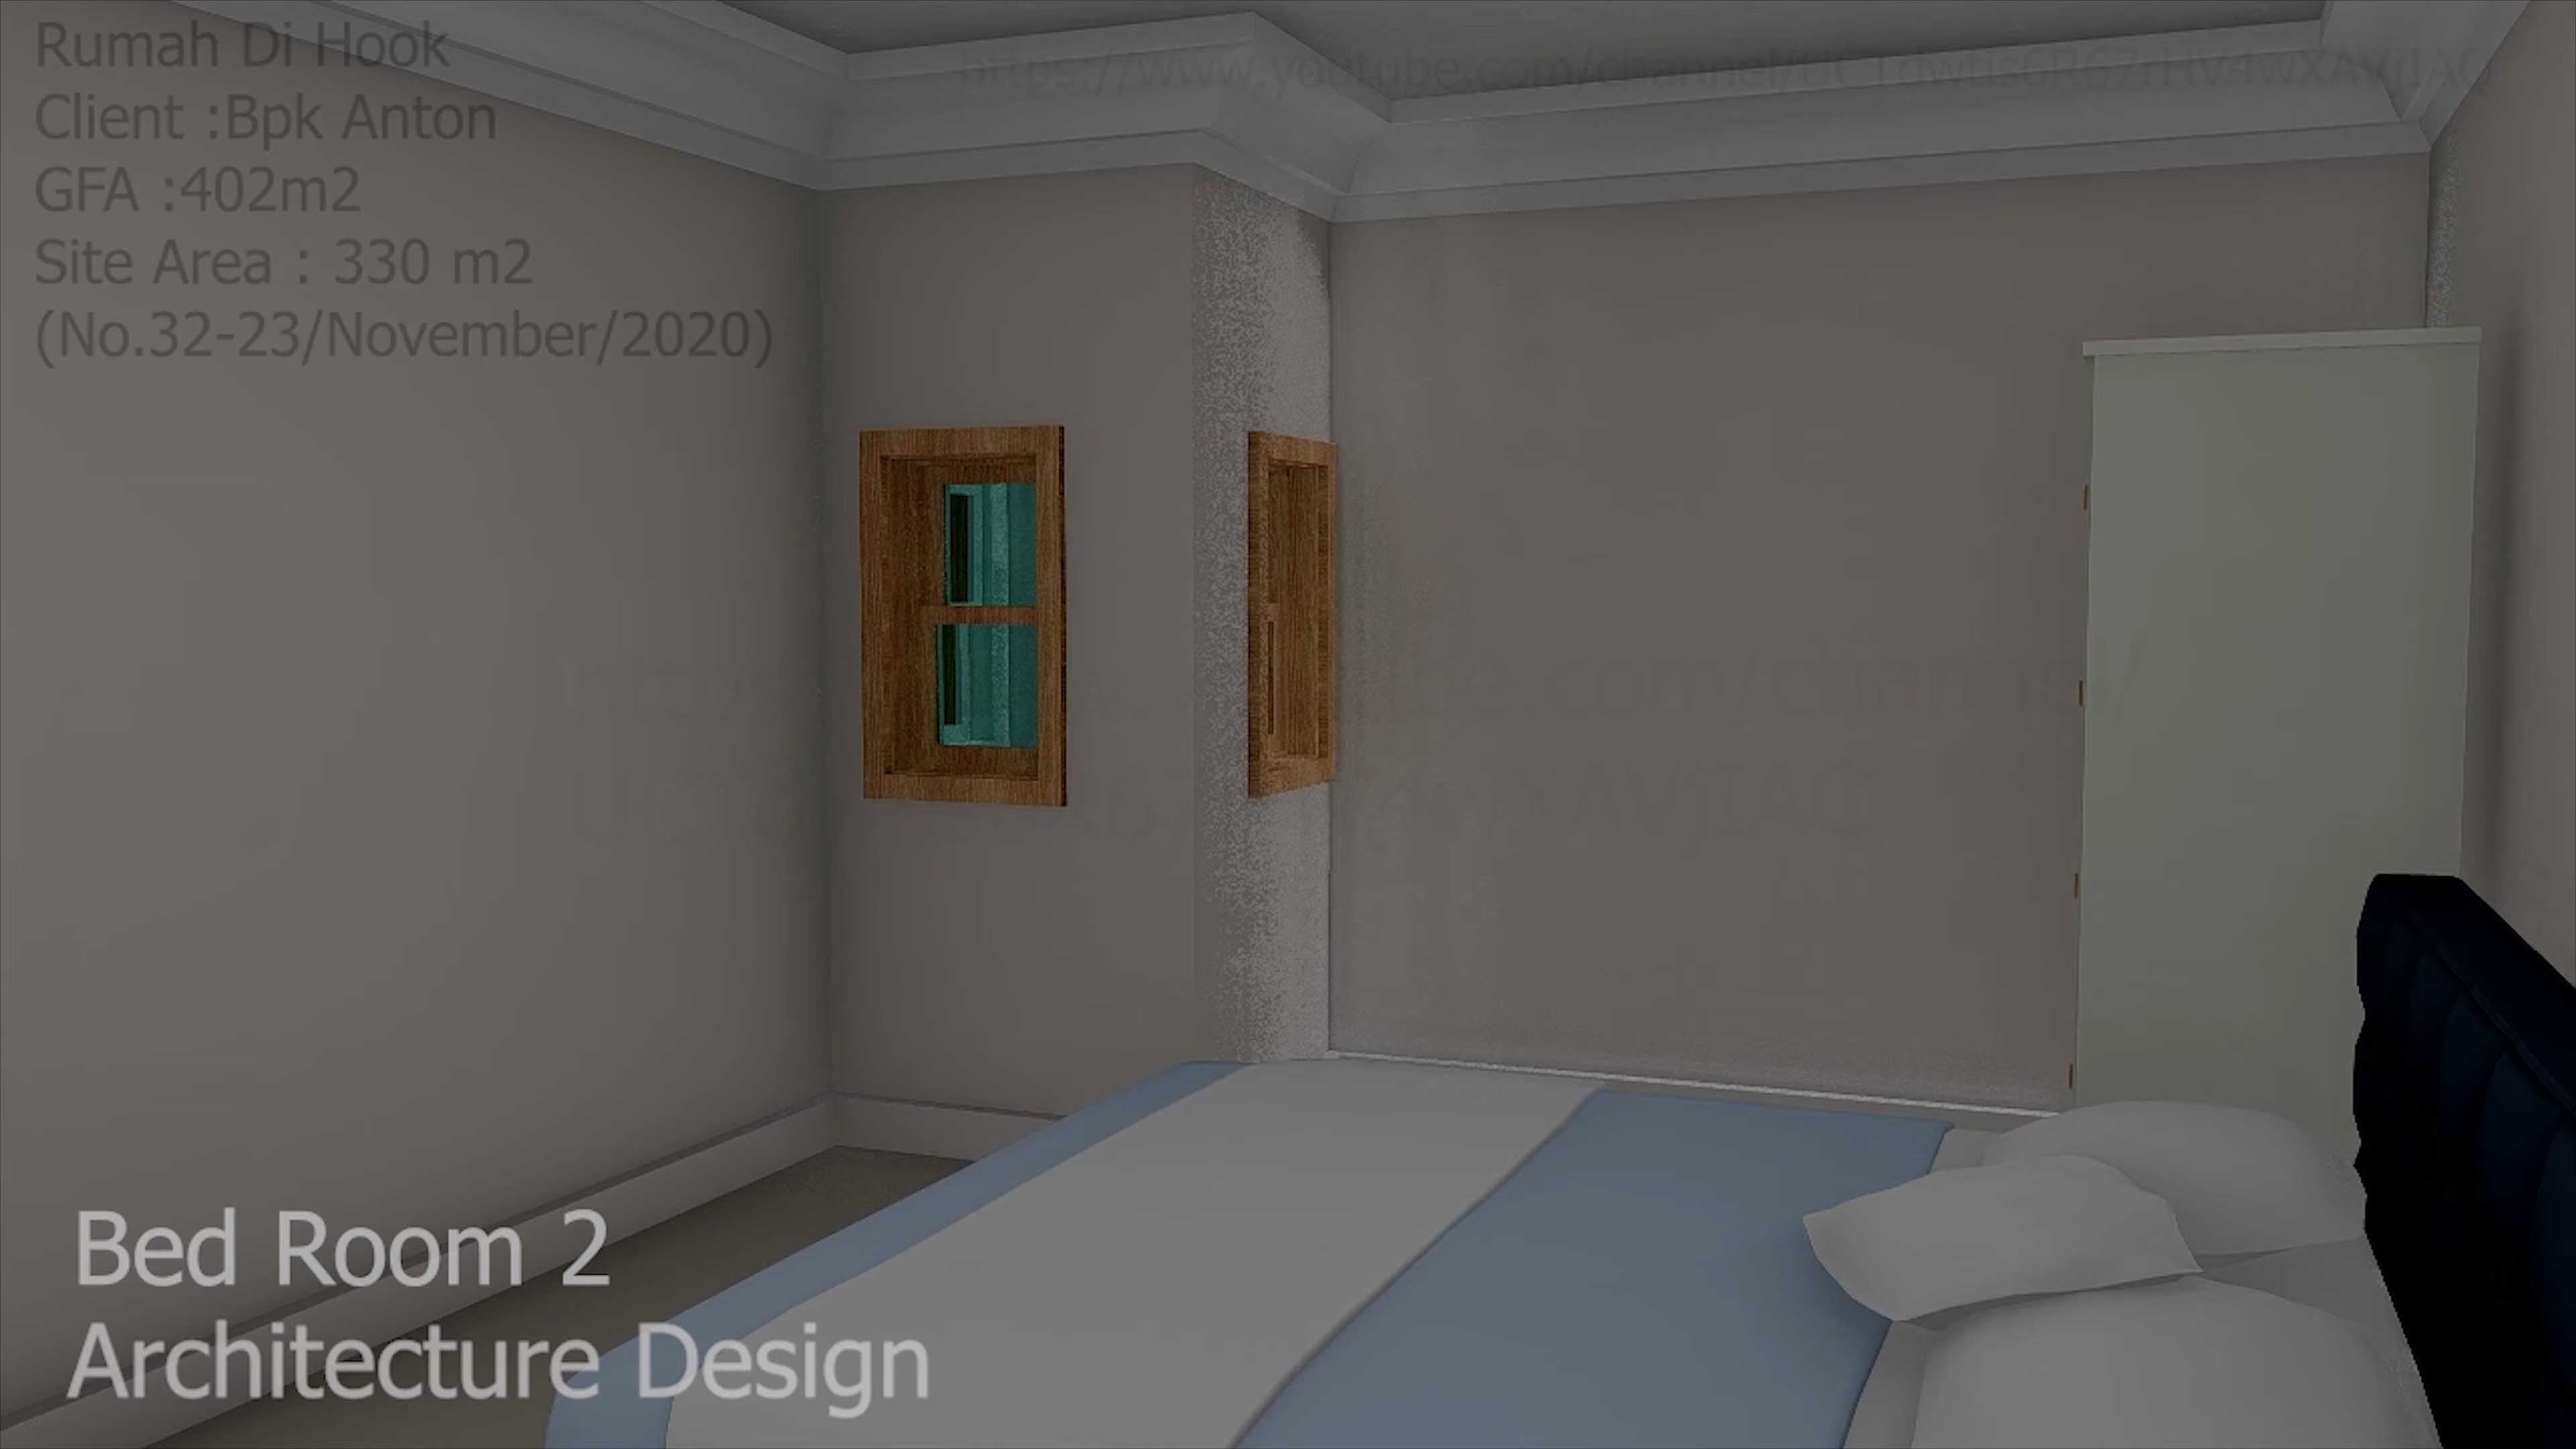 Rumah Di Hook
Client :Bpk Anton
GFA :402m2
Site Area : 330 m2
(No.32-23/November/2020)
Bed Room 2
Architecture Design